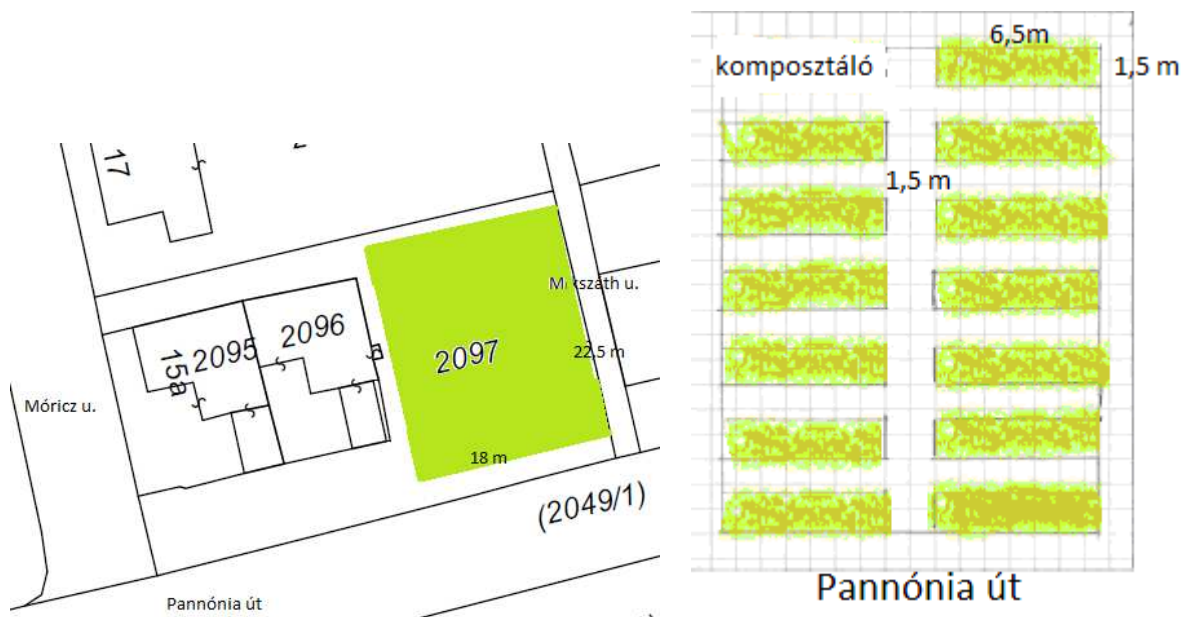 17
2097
2096
2095
15a
Mikszáth u.
22,5 m
Móricz u.
18 m
(2049/1)
Pannónia út
6,5m
komposztáló
1,5 m
1,5 m
Pannónia út